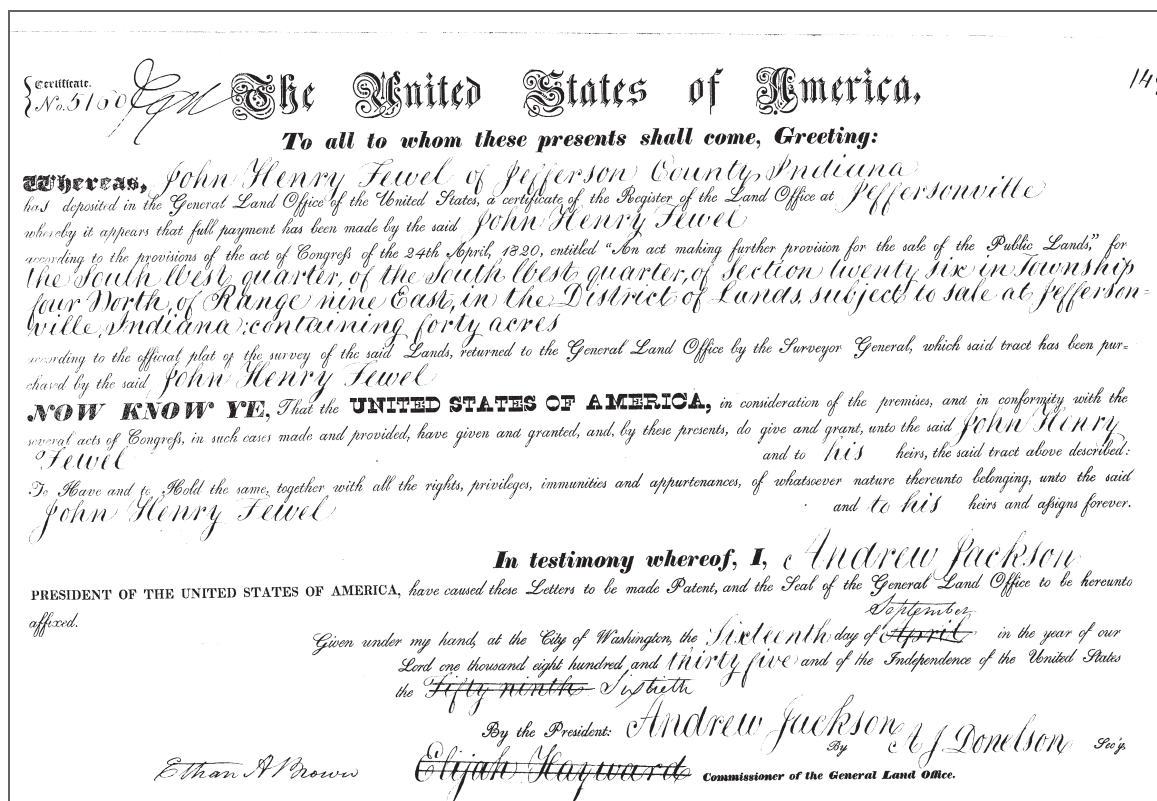 Certificate.
No. 5160 The United States of America,
To all to whom these presents shall come, Greeting:
Whereas, John Henry Fewel of Jefferson County, Indiana
has deposited in the General Land Office of the United States, a certificate of the Register of the Land Office at Jeffersonville
whereby it appears that full payment has been made by the said John Henry Fewel
according to the provisions of the act of Congreſs of the 24th April, 1820, entitled "An act making further provision for the sale of the Public Lands," for
the South West quarter, of the South West quarter, of Section twenty six in Township
four North, of Range nine East, in the District of Lands, subject to sale at Jefferson=
ville, Indiana; containing forty acres
according to the official plat of the survey of the said Lands, returned to the General Land Office by the Surveyor General, which said tract has been pur=
chased by the said John Henry Fewel
NOW KNOW YE, That the UNITED STATES OF AMERICA, in consideration of the premises, and in conformity with the
several acts of Congreſs, in such cases made and provided, have given and granted, and, by these presents, do give and grant, unto the said John Henry
Fewel and to his heirs, the said tract above described:
To Have and to Hold the same, together with all the rights, privileges, immunities and appurtenances, of whatsoever nature thereunto belonging, unto the said
John Henry Fewel and to his heirs and aſsigns forever.
In testimony whereof, I, Andrew Jackson
PRESIDENT OF THE UNITED STATES OF AMERICA, have caused these Letters to be made Patent, and the Seal of the General Land Office to be hereunto
affixed.
September
Given under my hand, at the City of Washington, the Sixteenth day of April in the year of our
Lord one thousand eight hundred and thirty five and of the Independence of the United States
the Fifty ninth Sixtieth
By the President: Andrew Jackson
By A J Donelson Sec'y.
Ethan A Brown Elijah Hayward Commissioner of the General Land Office.